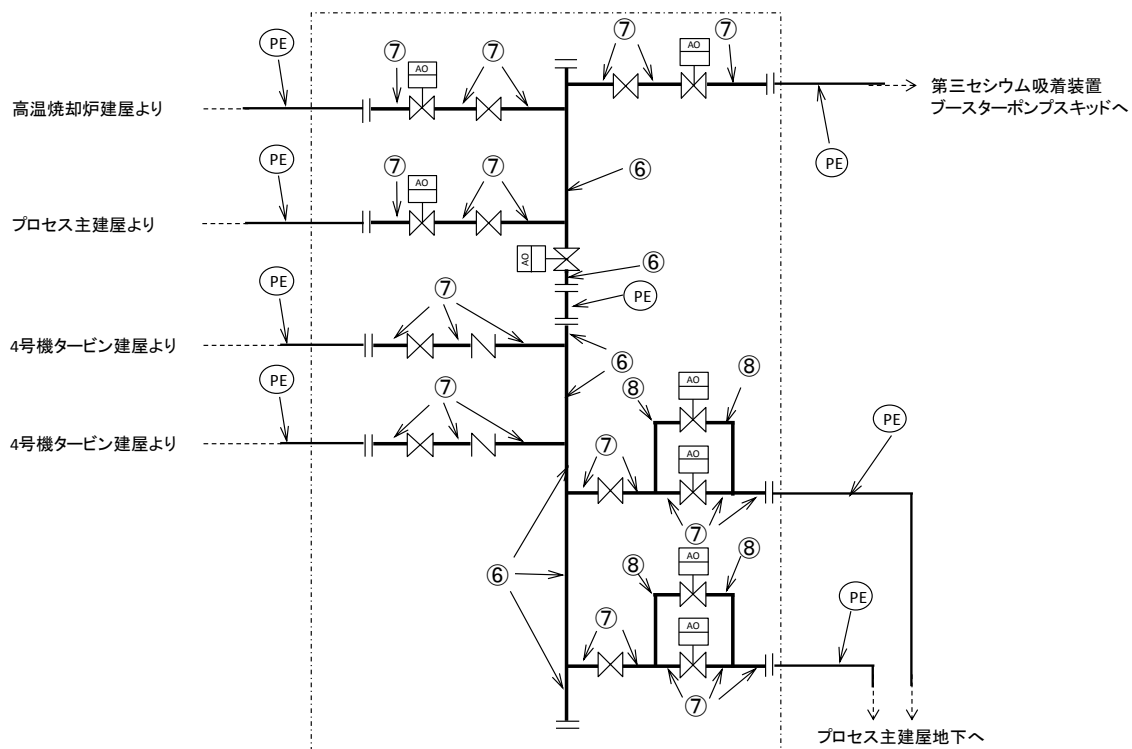 PE
⑦
AO
⑦
⑦
AO
⑦
高温焼却炉建屋より
第三セシウム吸着装置
ブースターポンプスキッドへ
PE
PE
⑦
AO
⑦
⑥
プロセス主建屋より
AO
⑥
PE
PE
⑦
4号機タービン建屋より
⑥
PE
⑦
⑧
AO
⑧
4号機タービン建屋より
PE
⑦
AO
⑦
⑥
⑧
AO
⑧
⑦
AO
PE
⑦
プロセス主建屋地下へ